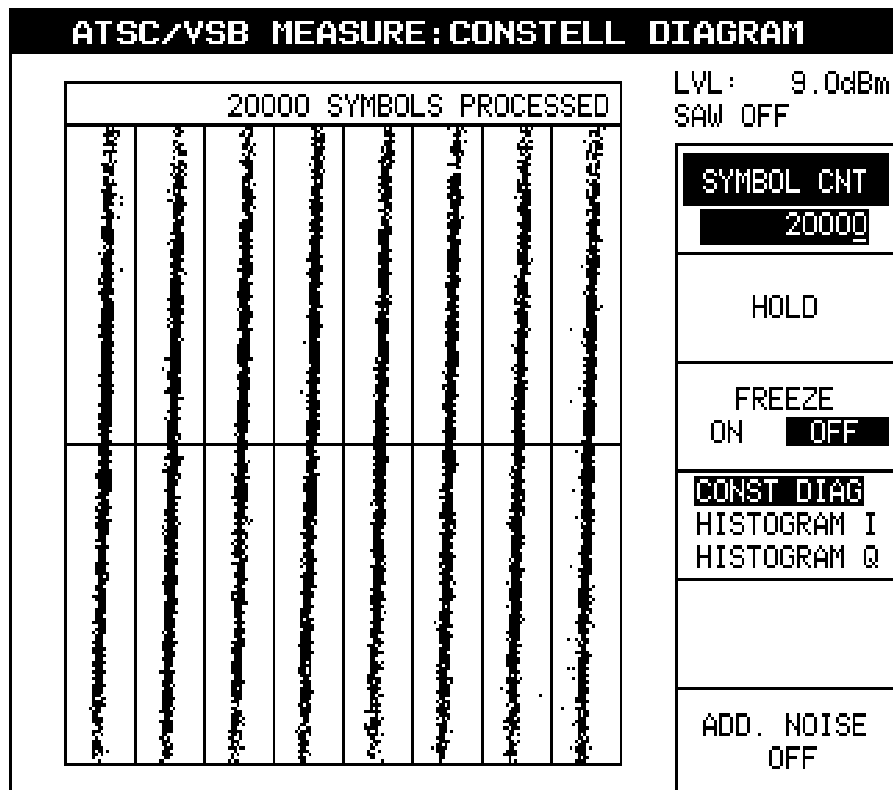 ATSC/VSB MEASURE:CONSTELL DIAGRAM
LVL: 9.0dBm
SAW OFF
20000 SYMBOLS PROCESSED
SYMBOL CNT
20000
HOLD
FREEZE
ON OFF
CONST DIAG
HISTOGRAM I
HISTOGRAM Q
ADD. NOISE
OFF